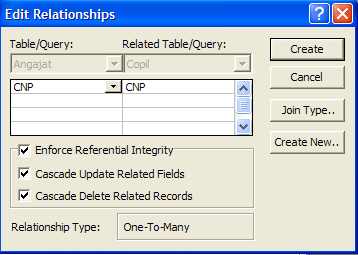 Edit Relationships
Table/Query: Related Table/Query:
Angajat Copil
CNP CNP
Enforce Referential Integrity
Cascade Update Related Fields
Cascade Delete Related Records
Relationship Type: One-To-Many
Create
Cancel
Join Type..
Create New..